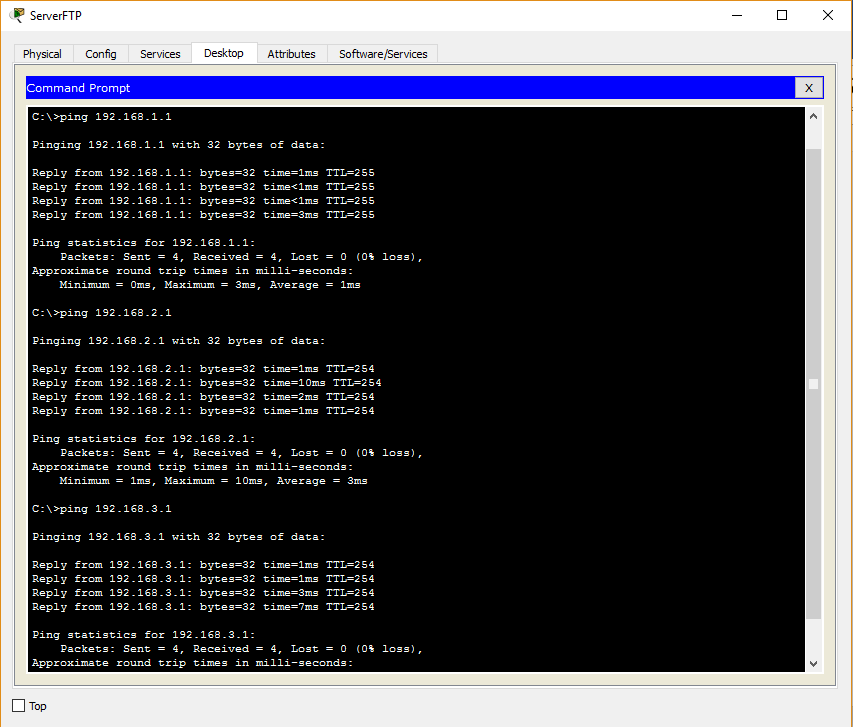 ServerFTP
Physical Config Services Desktop Attributes Software/Services
Command Prompt X
C:\>ping 192.168.1.1
Pinging 192.168.1.1 with 32 bytes of data:
Reply from 192.168.1.1: bytes=32 time=1ms TTL=255
Reply from 192.168.1.1: bytes=32 time<1ms TTL=255
Reply from 192.168.1.1: bytes=32 time<1ms TTL=255
Reply from 192.168.1.1: bytes=32 time=3ms TTL=255
Ping statistics for 192.168.1.1:
Packets: Sent = 4, Received = 4, Lost = 0 (0% loss),
Approximate round trip times in milli-seconds:
Minimum = 0ms, Maximum = 3ms, Average = 1ms
C:\>ping 192.168.2.1
Pinging 192.168.2.1 with 32 bytes of data:
Reply from 192.168.2.1: bytes=32 time=1ms TTL=254
Reply from 192.168.2.1: bytes=32 time=10ms TTL=254
Reply from 192.168.2.1: bytes=32 time=2ms TTL=254
Reply from 192.168.2.1: bytes=32 time=1ms TTL=254
Ping statistics for 192.168.2.1:
Packets: Sent = 4, Received = 4, Lost = 0 (0% loss),
Approximate round trip times in milli-seconds:
Minimum = 1ms, Maximum = 10ms, Average = 3ms
C:\>ping 192.168.3.1
Pinging 192.168.3.1 with 32 bytes of data:
Reply from 192.168.3.1: bytes=32 time=1ms TTL=254
Reply from 192.168.3.1: bytes=32 time=1ms TTL=254
Reply from 192.168.3.1: bytes=32 time=3ms TTL=254
Reply from 192.168.3.1: bytes=32 time=7ms TTL=254
Ping statistics for 192.168.3.1:
Packets: Sent = 4, Received = 4, Lost = 0 (0% loss),
Approximate round trip times in milli-seconds:
Top